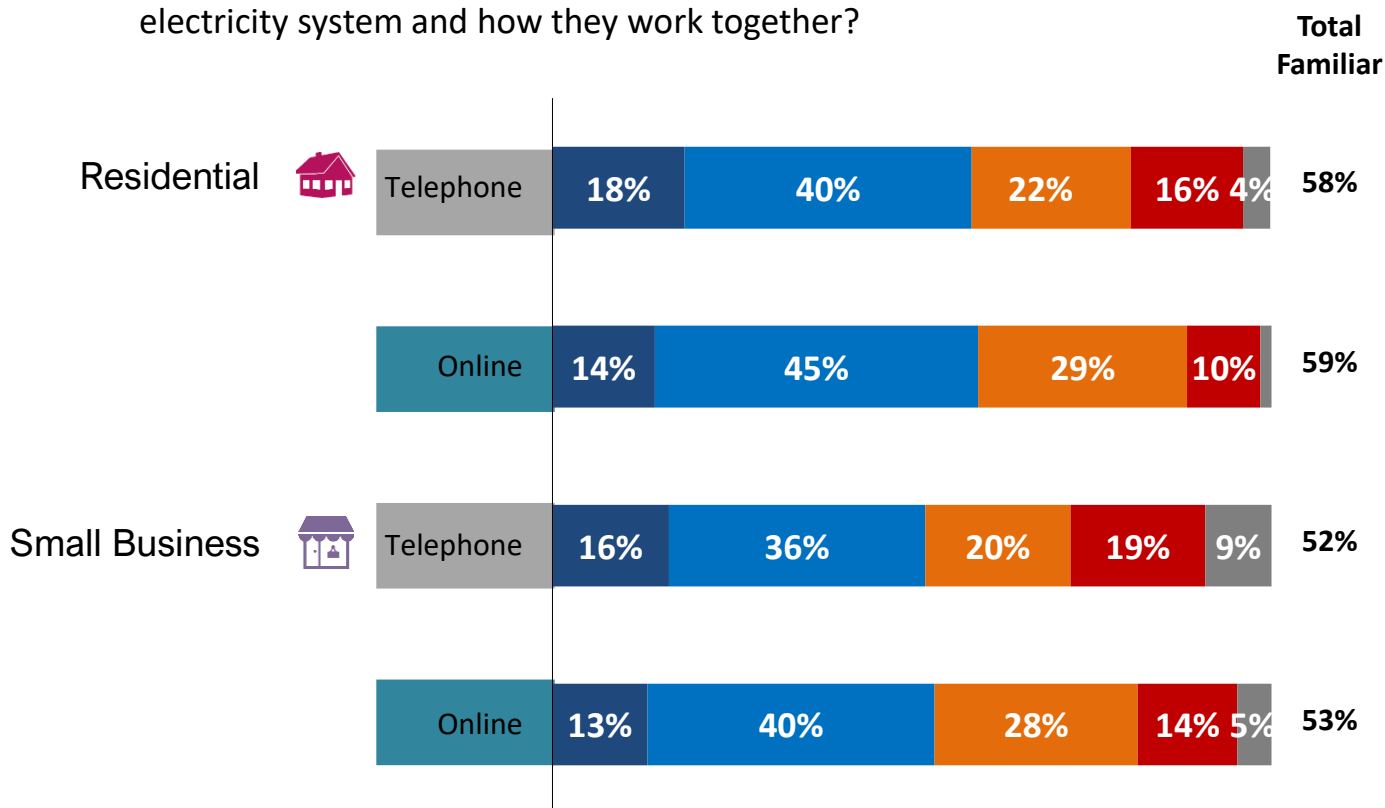 electricity system and how they work together?
Total
Familiar
Residential
Telephone
18% 40% 22% 16% 4%
58%
Online
14% 45% 29% 10%
59%
Small Business
Telephone
16% 36% 20% 19% 9%
52%
Online
13% 40% 28% 14% 5%
53%